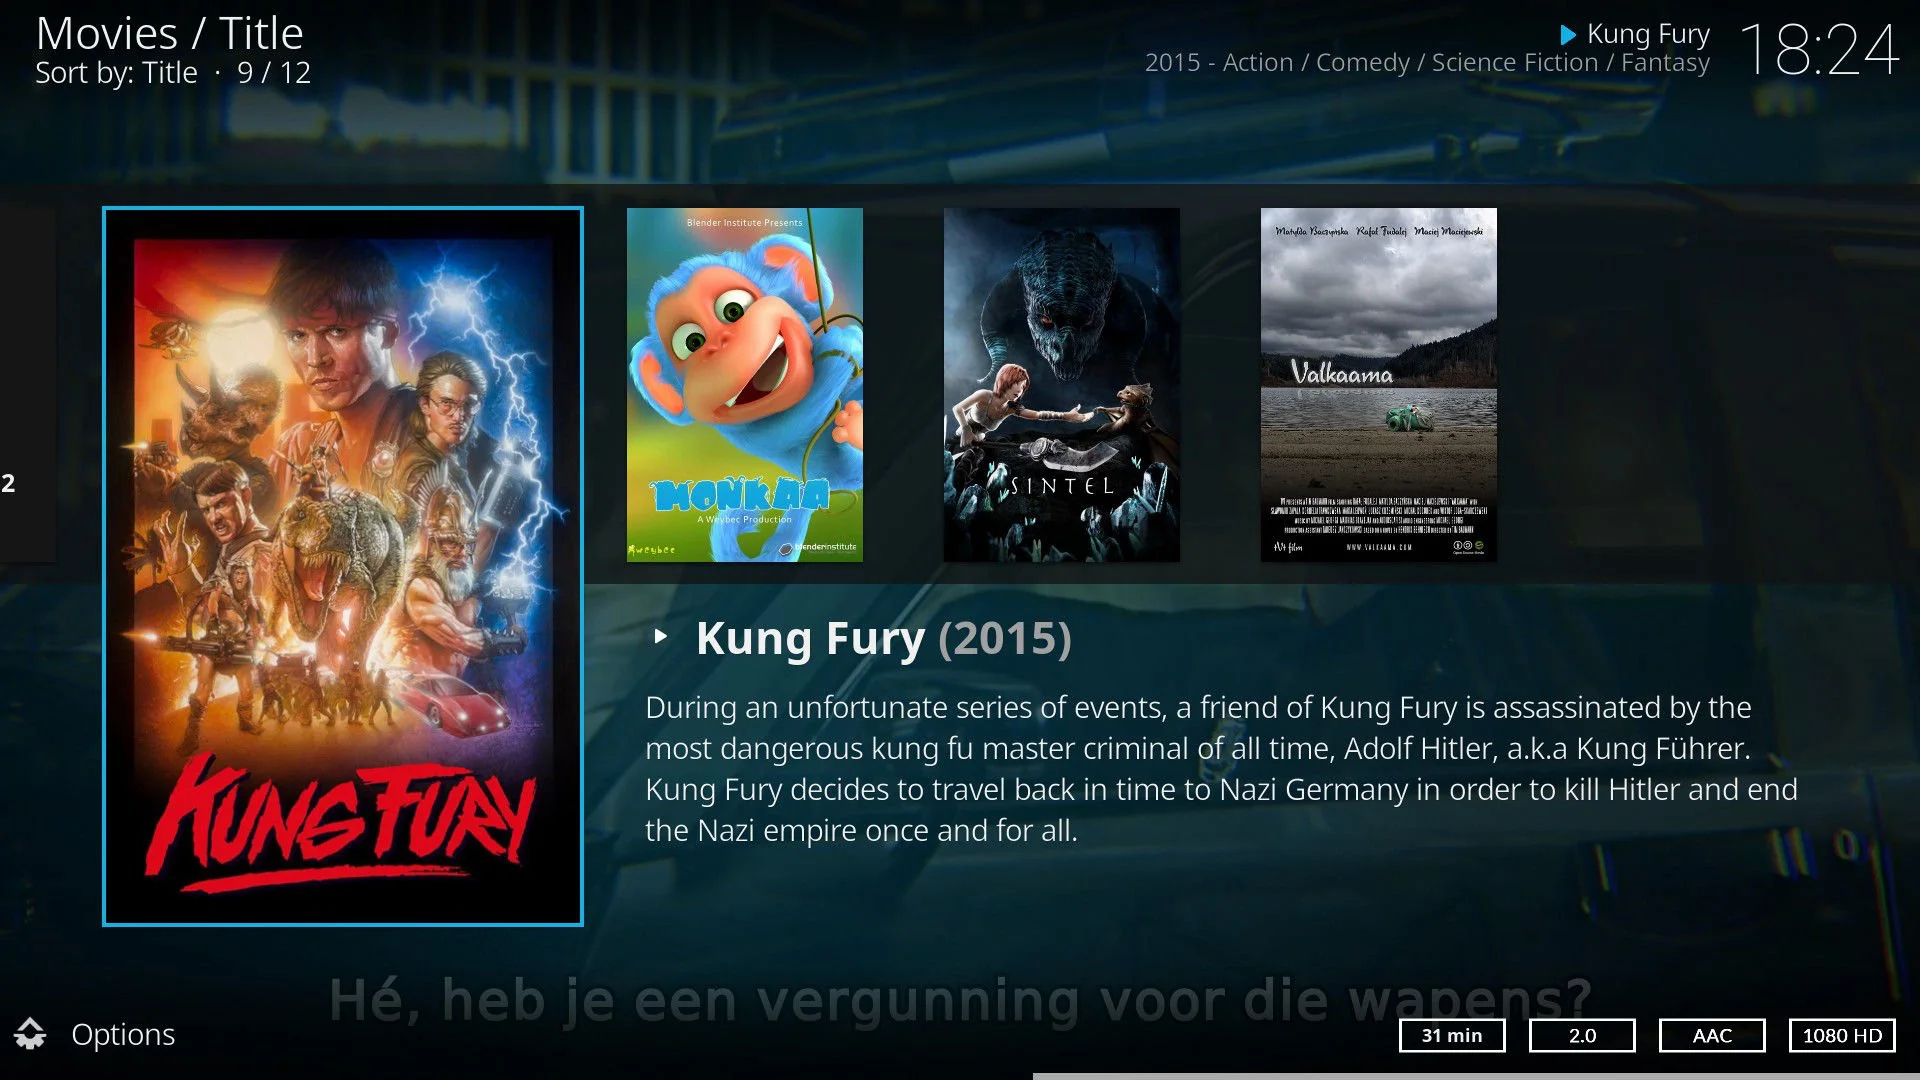 Movies / Title
Sort by: Title · 9 / 12
Kung Fury
2015 - Action / Comedy / Science Fiction / Fantasy
18:24
2
KUNG FURY
Blender Institute Presents
MONKAA
A Weybec Production
weybec
blenderinstitute
SINTEL
Matylda Baczyńska Rafał Fudalej Maciej Maciejewski
Valkaama
Art film
WWW.VALKAAMA.COM
Kung Fury (2015)
During an unfortunate series of events, a friend of Kung Fury is assassinated by the
most dangerous kung fu master criminal of all time, Adolf Hitler, a.k.a Kung Führer.
Kung Fury decides to travel back in time to Nazi Germany in order to kill Hitler and end
the Nazi empire once and for all.
Hé, heb je een vergunning voor die wapens?
Options
31 min
2.0
AAC
1080 HD